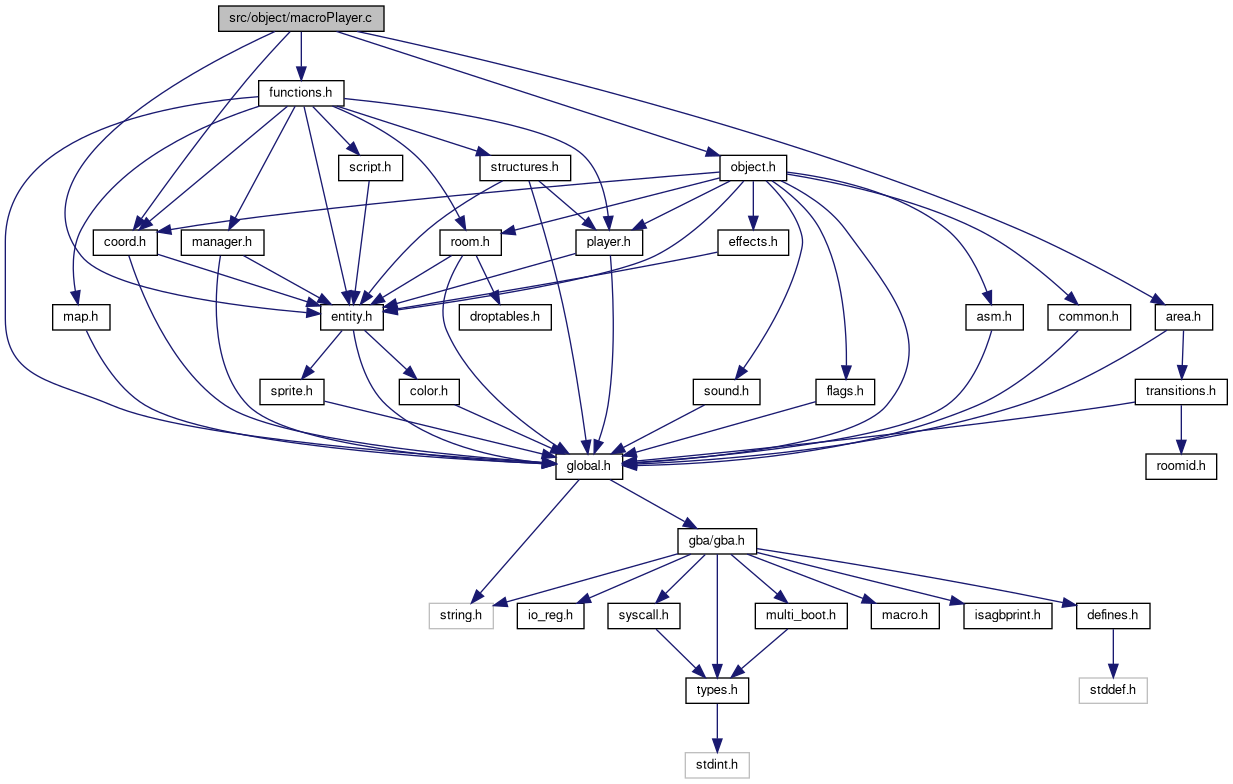 src/object/macroPlayer.c
functions.h
script.h
structures.h
object.h
coord.h
manager.h
room.h
player.h
effects.h
map.h
entity.h
droptables.h
asm.h
common.h
area.h
sprite.h
color.h
sound.h
flags.h
transitions.h
global.h
roomid.h
gba/gba.h
string.h
io_reg.h
syscall.h
multi_boot.h
macro.h
isagbprint.h
defines.h
types.h
stddef.h
stdint.h